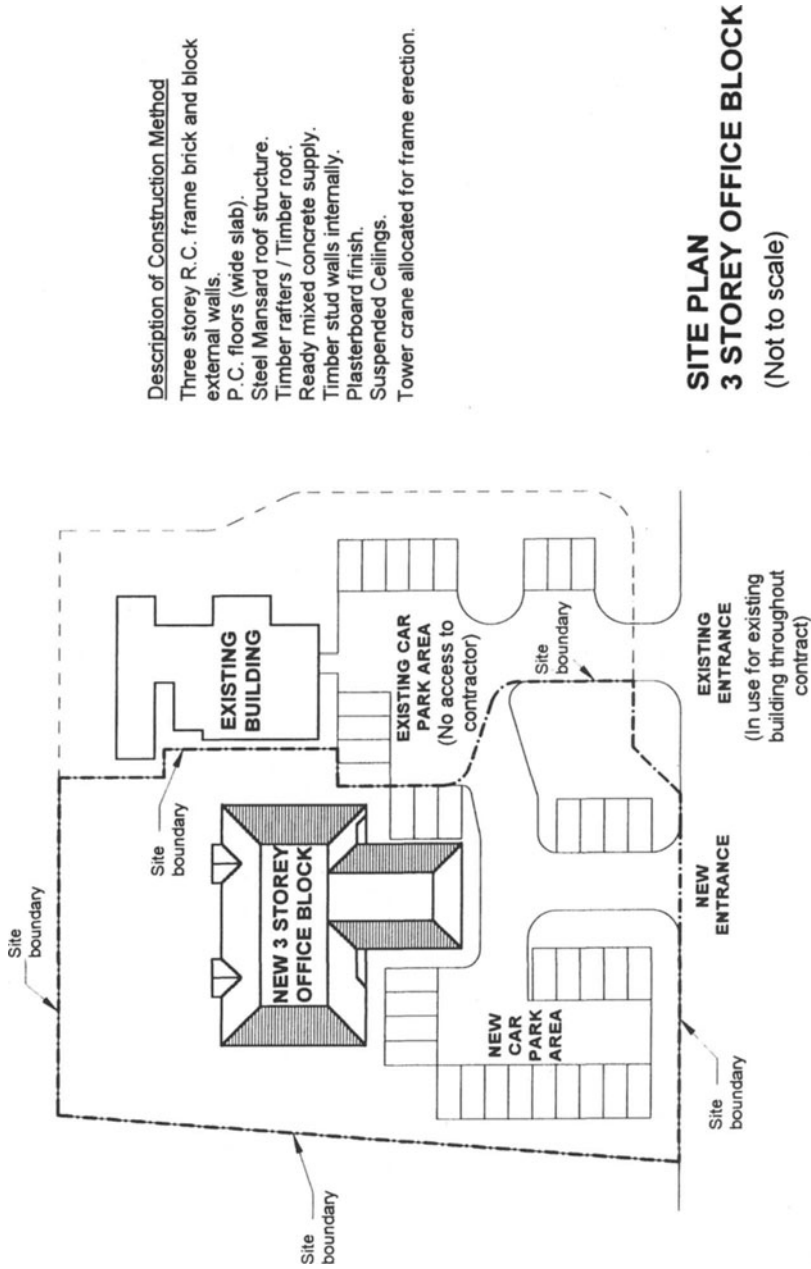 Description of Construction Method
Three storey R.C. frame brick and block
external walls.
P.C. floors (wide slab).
Steel Mansard roof structure.
Timber rafters / Timber roof.
Ready mixed concrete supply.
Timber stud walls internally.
Plasterboard finish.
Suspended Ceilings.
Tower crane allocated for frame erection.
SITE PLAN
3 STOREY OFFICE BLOCK
(Not to scale)
Site
boundary
Site
boundary
Site
boundary
EXISTING
BUILDING
NEW 3 STOREY
OFFICE BLOCK
EXISTING CAR
PARK AREA
(No access to
contractor)
Site
boundary
NEW
CAR
PARK
AREA
Site
boundary
NEW
ENTRANCE
EXISTING
ENTRANCE
(In use for existing
building throughout
contract)